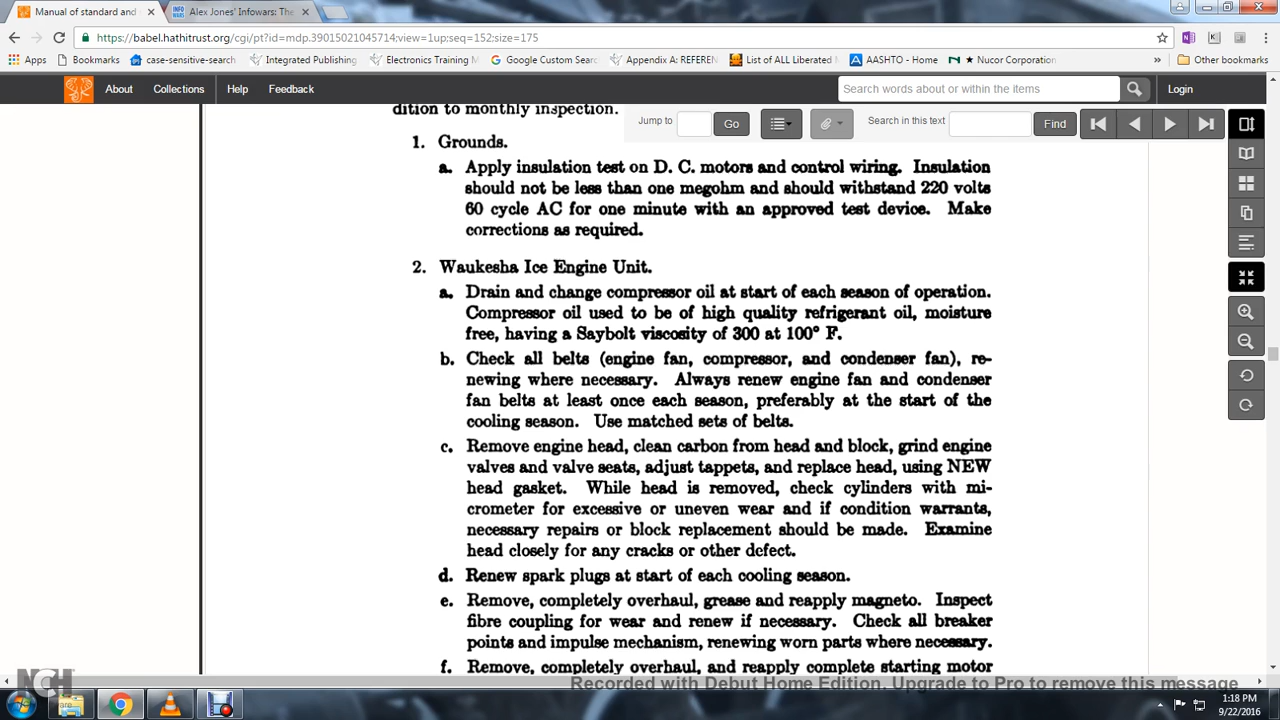 Manual of standard and
Alex Jones' Infowars: The
https://babel.hathitrust.org/cgi/pt?id=mdp.39015021045714;view=1up;seq=152;size=175
Apps
Bookmarks
case-sensitive-search
Integrated Publishing
Electronics Training M
Google Custom Sear
Appendix A: REFEREN
List of ALL Liberated
AASHTO - Home
Nucor Corporation
»
Other bookmarks
About
Collections
Help
Feedback
Search words about or within the items
Login
Jump to
Go
Search in this text
Find
dition to monthly inspection.
1. Grounds.
a. Apply insulation test on D. C. motors and control wiring. Insulation
should not be less than one megohm and should withstand 220 volts
60 cycle AC for one minute with an approved test device. Make
corrections as required.
2. Waukesha Ice Engine Unit.
a. Drain and change compressor oil at start of each season of operation.
Compressor oil used to be of high quality refrigerant oil, moisture
free, having a Saybolt viscosity of 300 at 100° F.
b. Check all belts (engine fan, compressor, and condenser fan), re-
newing where necessary. Always renew engine fan and condenser
fan belts at least once each season, preferably at the start of the
cooling season. Use matched sets of belts.
c. Remove engine head, clean carbon from head and block, grind engine
valves and valve seats, adjust tappets, and replace head, using NEW
head gasket. While head is removed, check cylinders with mi-
crometer for excessive or uneven wear and if condition warrants,
necessary repairs or block replacement should be made. Examine
head closely for any cracks or other defect.
d. Renew spark plugs at start of each cooling season.
e. Remove, completely overhaul, grease and reapply magneto. Inspect
fibre coupling for wear and renew if necessary. Check all breaker
points and impulse mechanism, renewing worn parts where necessary.
f. Remove, completely overhaul, and reapply complete starting motor
NCH
Recorded with Debut Home Edition. Upgrade to Pro to remove this message
1:18 PM
9/22/2016